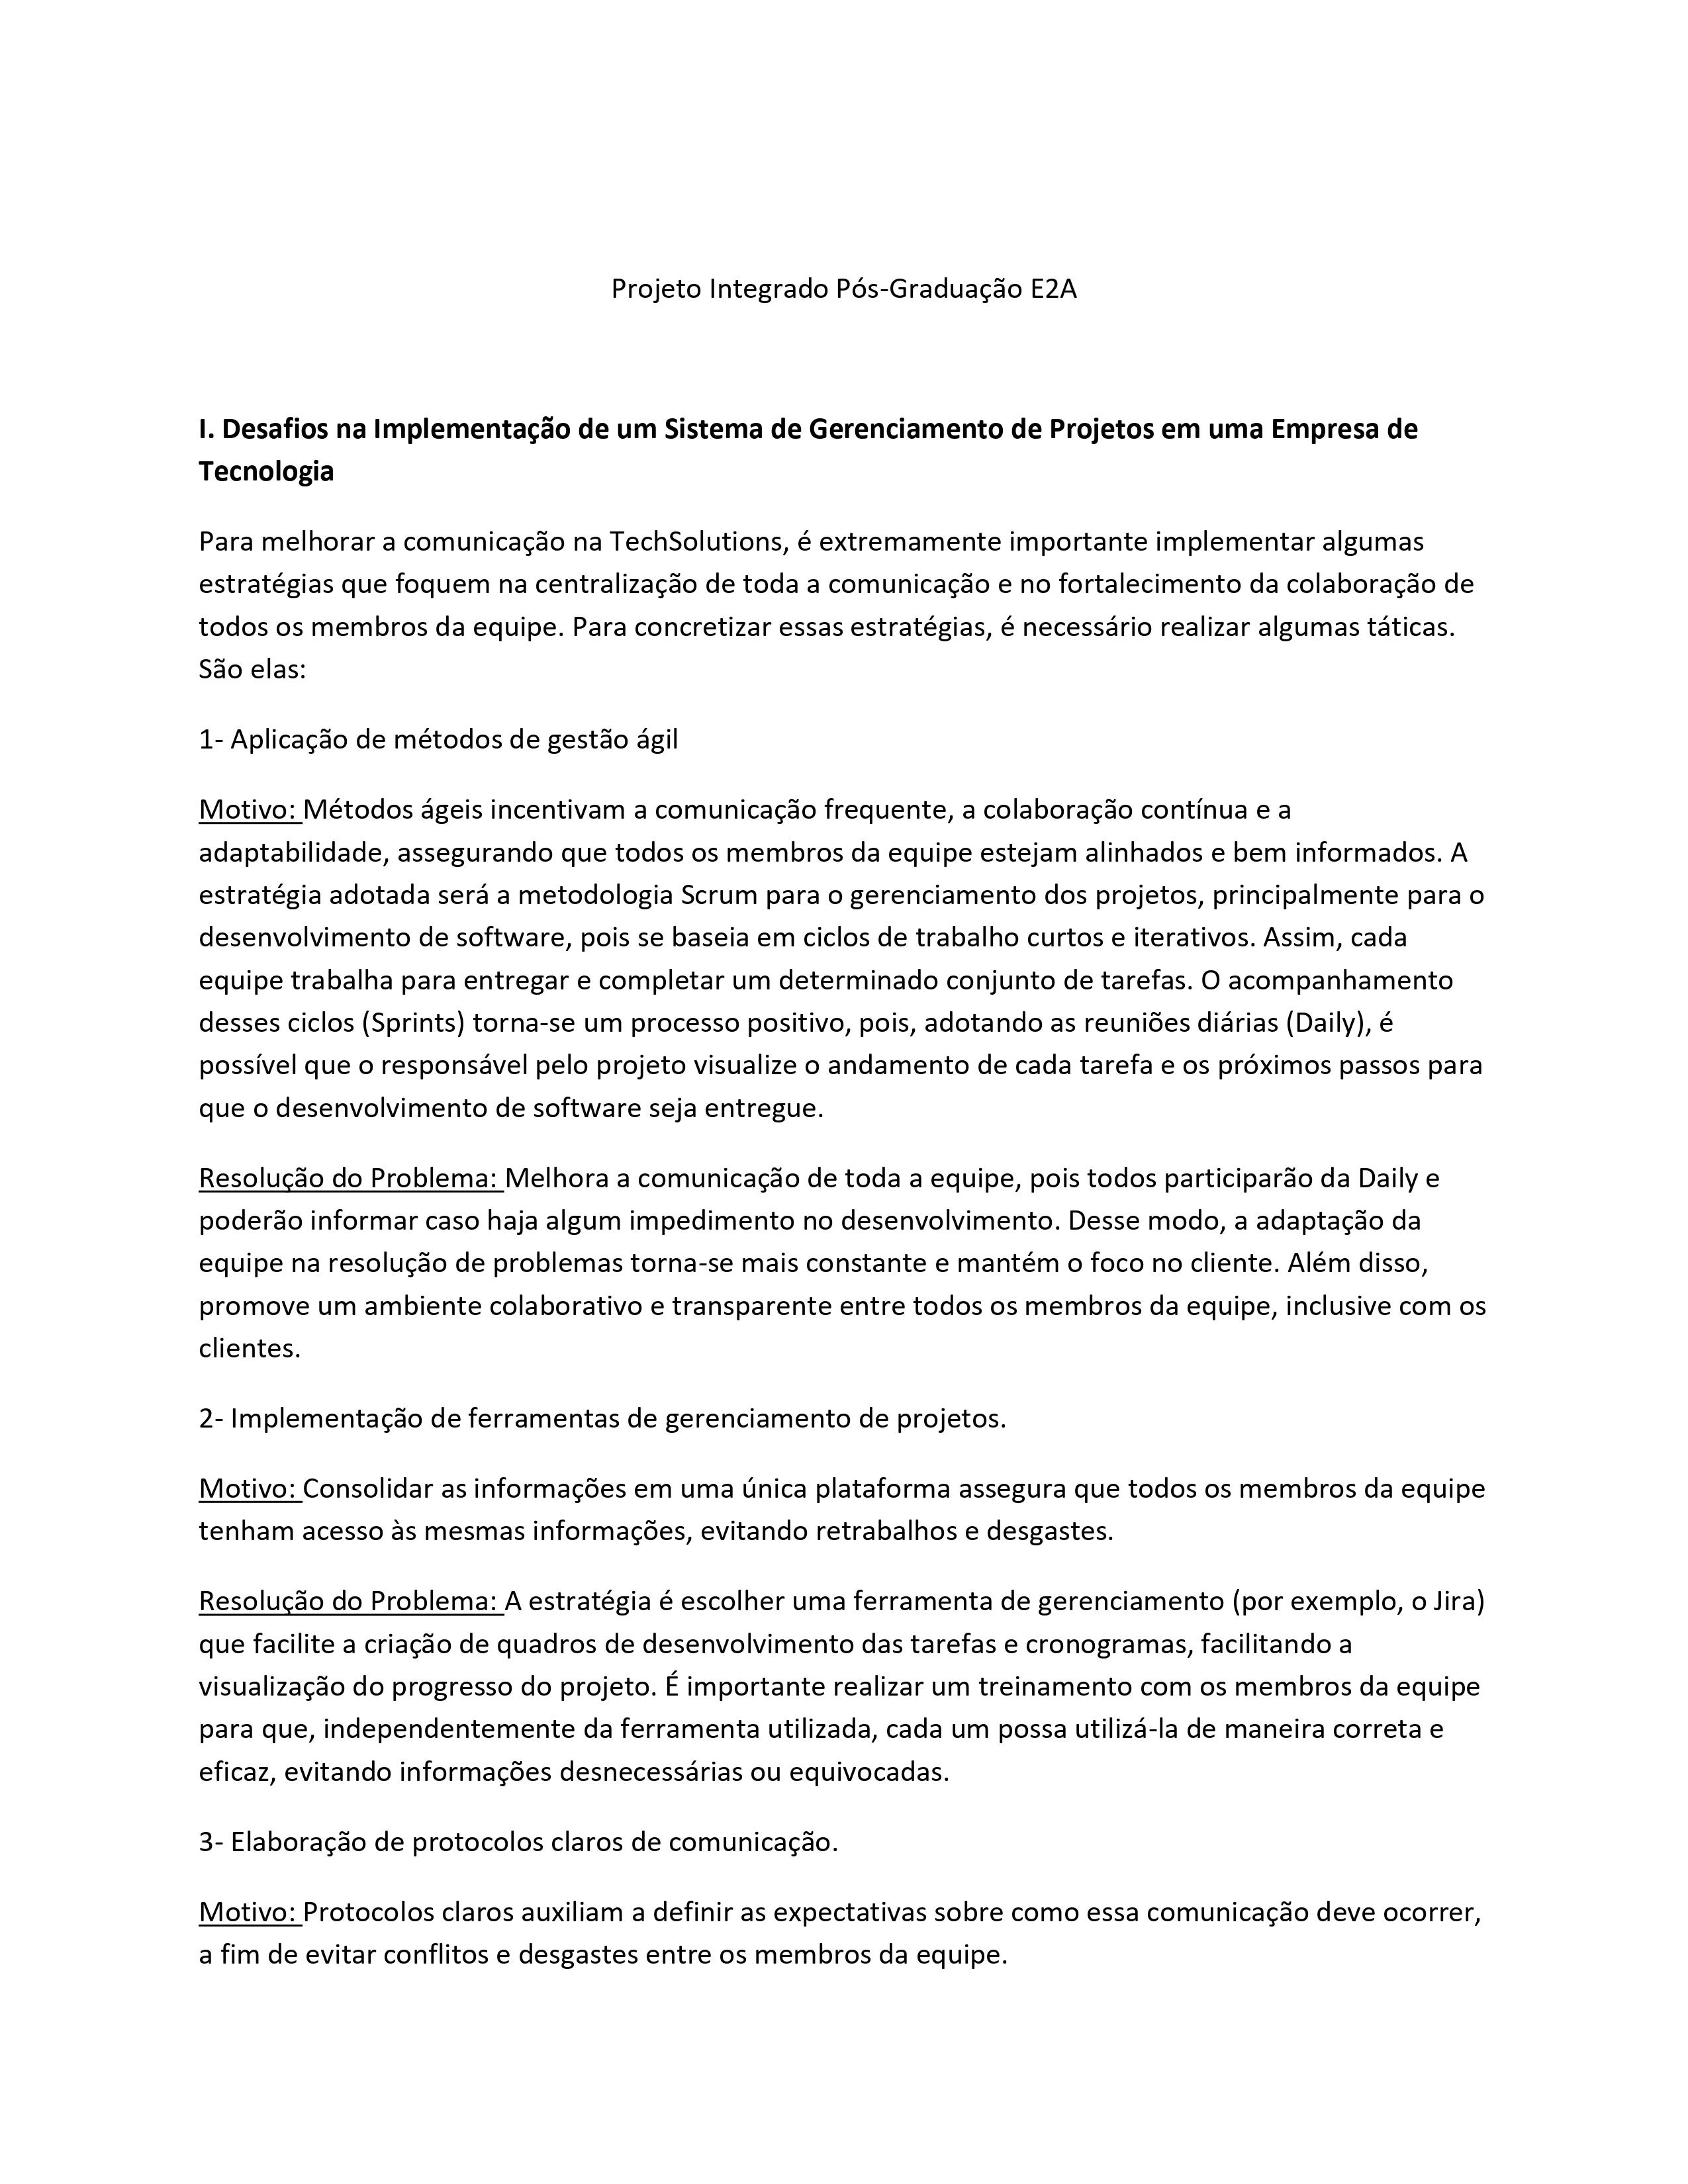 Projeto Integrado Pós-Graduação E2A
I. Desafios na Implementação de um Sistema de Gerenciamento de Projetos em uma Empresa de
Tecnologia
Para melhorar a comunicação na TechSolutions, é extremamente importante implementar algumas
estratégias que foquem na centralização de toda a comunicação e no fortalecimento da colaboração de
todos os membros da equipe. Para concretizar essas estratégias, é necessário realizar algumas táticas.
São elas:
1- Aplicação de métodos de gestão ágil
Motivo: Métodos ágeis incentivam a comunicação frequente, a colaboração contínua e a
adaptabilidade, assegurando que todos os membros da equipe estejam alinhados e bem informados. A
estratégia adotada será a metodologia Scrum para o gerenciamento dos projetos, principalmente para o
desenvolvimento de software, pois se baseia em ciclos de trabalho curtos e iterativos. Assim, cada
equipe trabalha para entregar e completar um determinado conjunto de tarefas. O acompanhamento
desses ciclos (Sprints) torna-se um processo positivo, pois, adotando as reuniões diárias (Daily), é
possível que o responsável pelo projeto visualize o andamento de cada tarefa e os próximos passos para
que o desenvolvimento de software seja entregue.
Resolução do Problema: Melhora a comunicação de toda a equipe, pois todos participarão da Daily e
poderão informar caso haja algum impedimento no desenvolvimento. Desse modo, a adaptação da
equipe na resolução de problemas torna-se mais constante e mantém o foco no cliente. Além disso,
promove um ambiente colaborativo e transparente entre todos os membros da equipe, inclusive com os
clientes.
2- Implementação de ferramentas de gerenciamento de projetos.
Motivo: Consolidar as informações em uma única plataforma assegura que todos os membros da equipe
tenham acesso às mesmas informações, evitando retrabalhos e desgastes.
Resolução do Problema: A estratégia é escolher uma ferramenta de gerenciamento (por exemplo, o Jira)
que facilite a criação de quadros de desenvolvimento das tarefas e cronogramas, facilitando a
visualização do progresso do projeto. É importante realizar um treinamento com os membros da equipe
para que, independentemente da ferramenta utilizada, cada um possa utilizá-la de maneira correta e
eficaz, evitando informações desnecessárias ou equivocadas.
3- Elaboração de protocolos claros de comunicação.
Motivo: Protocolos claros auxiliam a definir as expectativas sobre como essa comunicação deve ocorrer,
a fim de evitar conflitos e desgastes entre os membros da equipe.